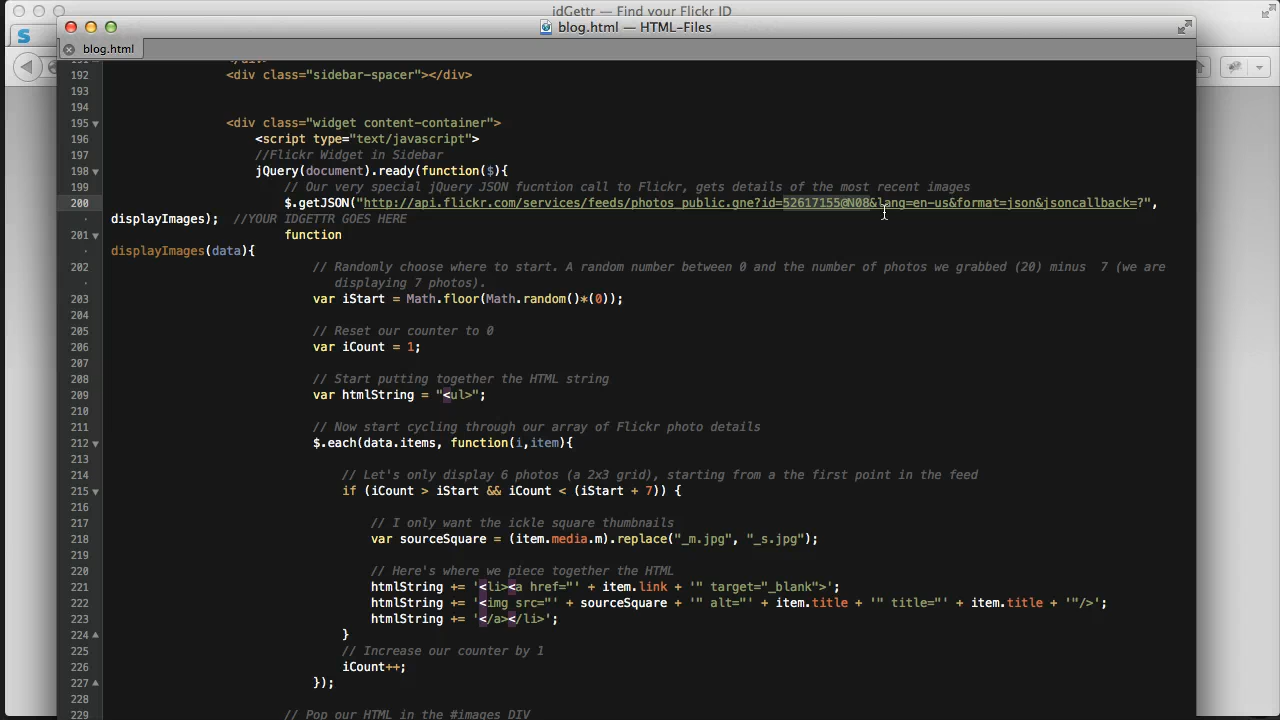 idGettr — Find your Flickr ID
blog.html — HTML-Files
blog.html
S
192 <div class="sidebar-spacer"></div>
193
194
195 <div class="widget content-container">
196 <script type="text/javascript">
197 //Flickr Widget in Sidebar
198 jQuery(document).ready(function($){
199 // Our very special jQuery JSON fucntion call to Flickr, gets details of the most recent images
200 $.getJSON("http://api.flickr.com/services/feeds/photos_public.gne?id=52617155@N08&lang=en-us&format=json&jsoncallback=?",
displayImages); //YOUR IDGETTR GOES HERE
201 function
displayImages(data){
202 // Randomly choose where to start. A random number between 0 and the number of photos we grabbed (20) minus 7 (we are
displaying 7 photos).
203 var iStart = Math.floor(Math.random()*(0));
204
205 // Reset our counter to 0
206 var iCount = 1;
207
208 // Start putting together the HTML string
209 var htmlString = "<ul>";
210
211 // Now start cycling through our array of Flickr photo details
212 $.each(data.items, function(i,item){
213
214 // Let's only display 6 photos (a 2x3 grid), starting from a the first point in the feed
215 if (iCount > iStart && iCount < (iStart + 7)) {
216
217 // I only want the ickle square thumbnails
218 var sourceSquare = (item.media.m).replace("_m.jpg", "_s.jpg");
219
220 // Here's where we piece together the HTML
221 htmlString += '<li><a href="' + item.link + '" target="_blank">';
222 htmlString += '<img src="' + sourceSquare + '" alt="' + item.title + '" title="' + item.title + '"/>';
223 htmlString += '</a></li>';
224 }
225 // Increase our counter by 1
226 iCount++;
227 });
228
229 // Pop our HTML in the #images DIV